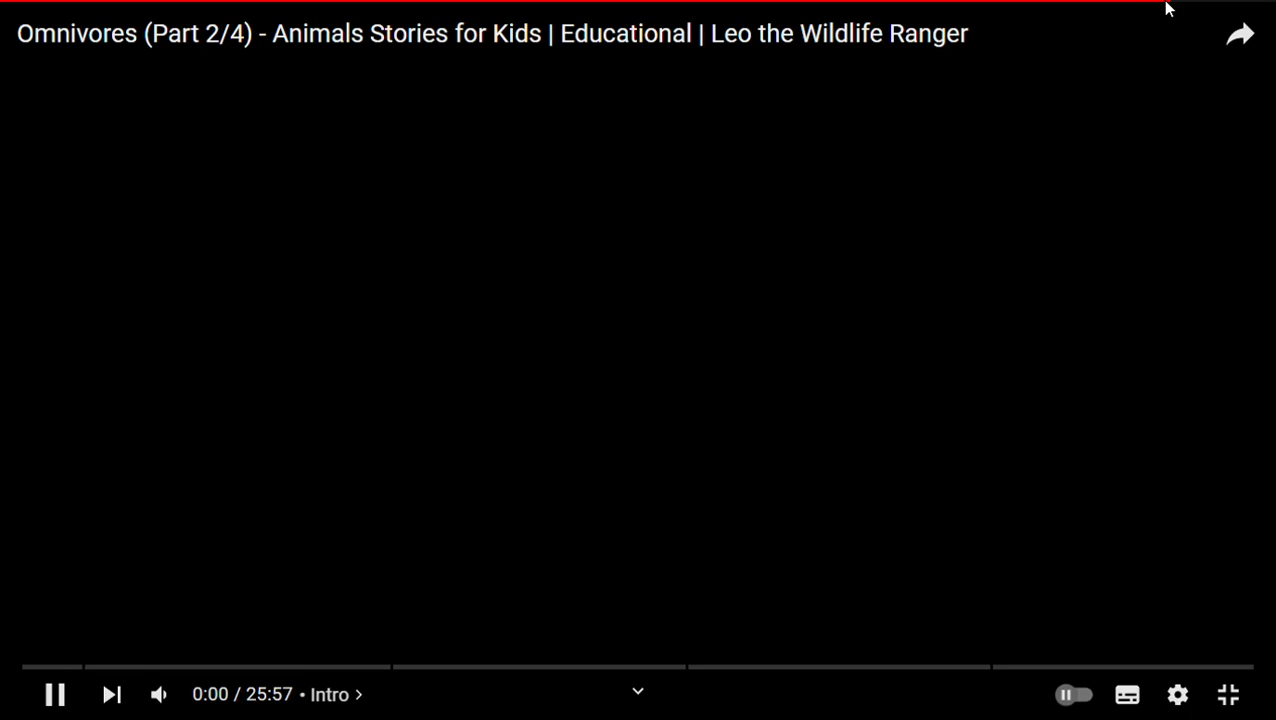 Omnivores (Part 2/4) - Animals Stories for Kids | Educational | Leo the Wildlife Ranger
0:00 / 25:57 • Intro >